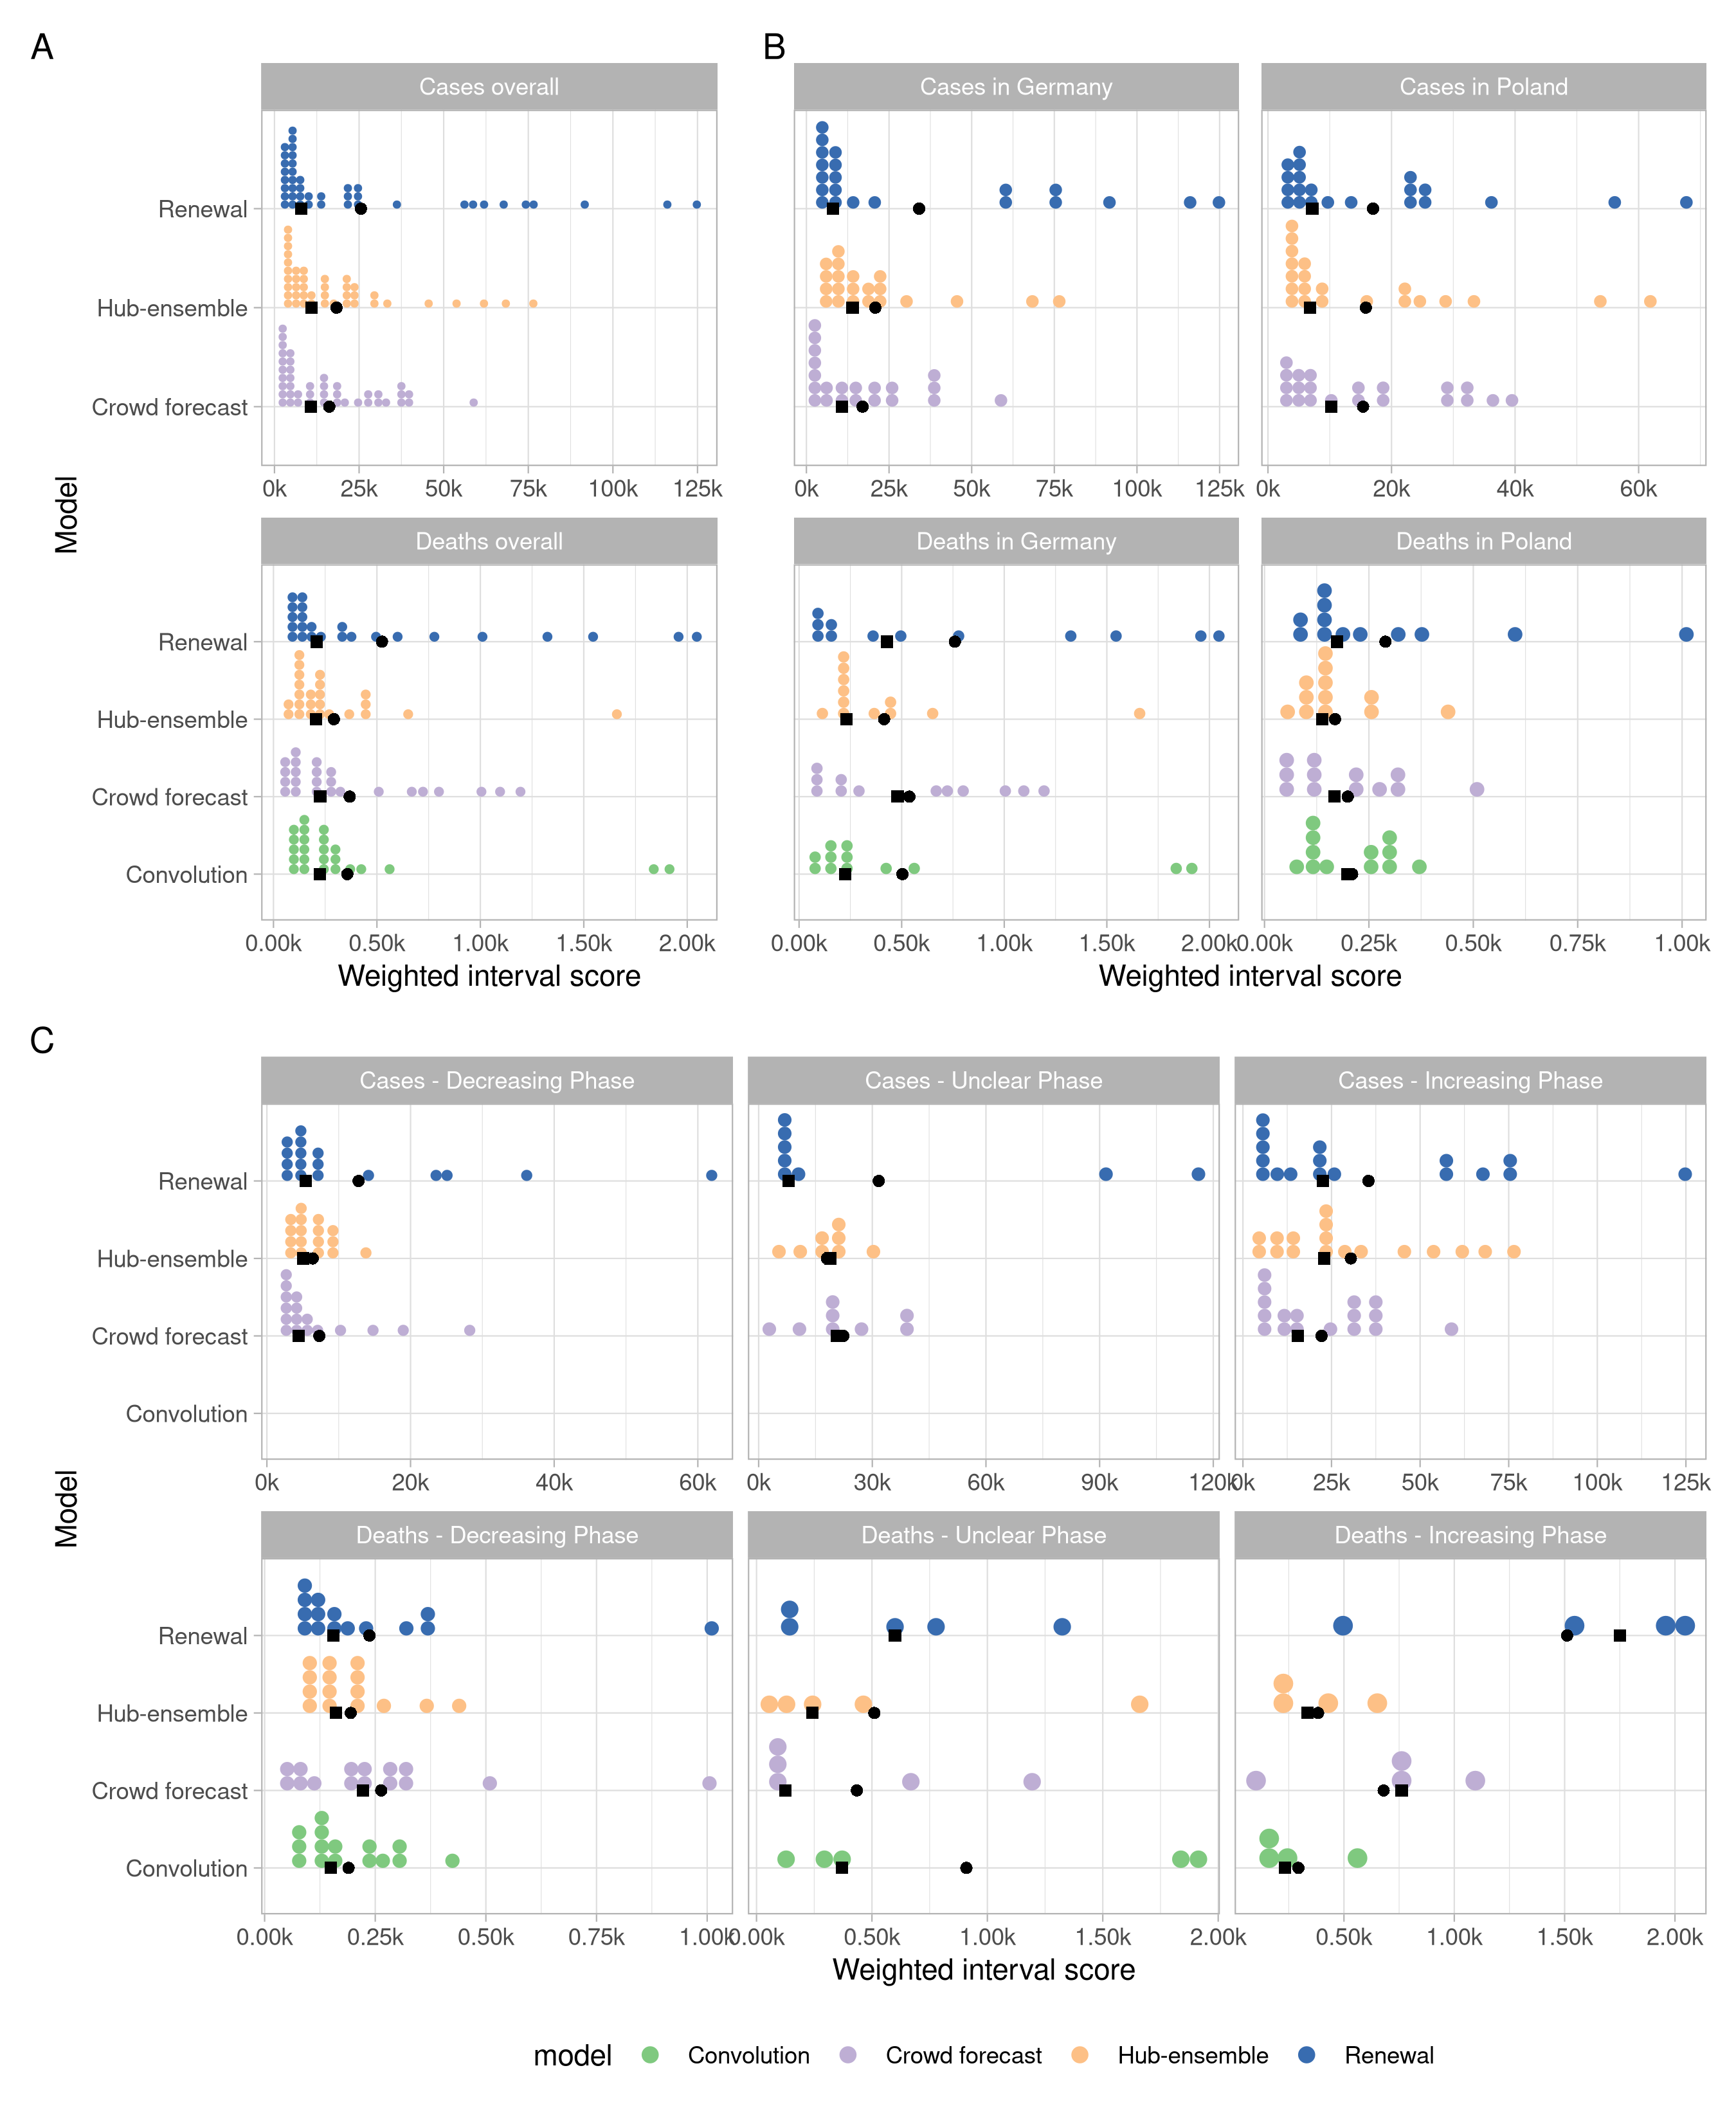 A
B
Cases overall
Cases in Germany
Cases in Poland
Renewal
Hub-ensemble
Crowd forecast
0k 25k 50k 75k 100k 125k
0k 25k 50k 75k 100k 125k
0k 20k 40k 60k
Model
Deaths overall
Deaths in Germany
Deaths in Poland
Renewal
Hub-ensemble
Crowd forecast
Convolution
0.00k 0.50k 1.00k 1.50k 2.00k
0.00k 0.50k 1.00k 1.50k 2.00k
0.00k 0.25k 0.50k 0.75k 1.00k
Weighted interval score
Weighted interval score
C
Cases - Decreasing Phase
Cases - Unclear Phase
Cases - Increasing Phase
Renewal
Hub-ensemble
Crowd forecast
Convolution
0k 20k 40k 60k
0k 30k 60k 90k 120k
0k 25k 50k 75k 100k 125k
Model
Deaths - Decreasing Phase
Deaths - Unclear Phase
Deaths - Increasing Phase
Renewal
Hub-ensemble
Crowd forecast
Convolution
0.00k 0.25k 0.50k 0.75k 1.00k
0.00k 0.50k 1.00k 1.50k 2.00k
0.50k 1.00k 1.50k 2.00k
Weighted interval score
model Convolution Crowd forecast Hub-ensemble Renewal